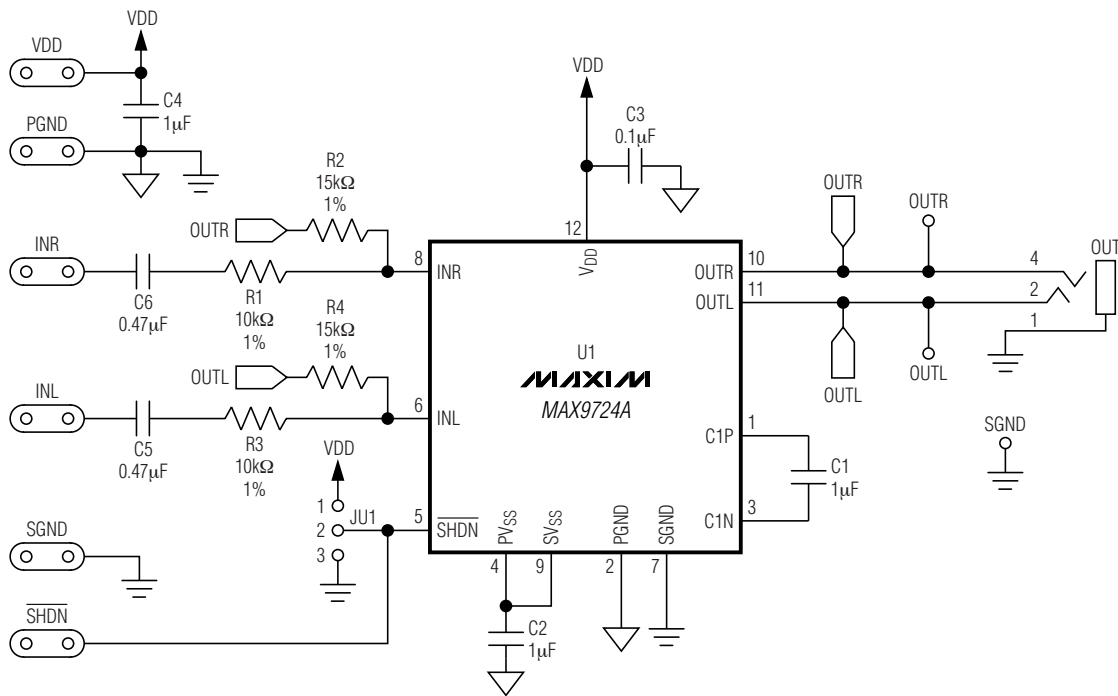 VDD
VDD
C4
1µF
PGND
VDD
C3
0.1µF
R2
15kΩ
1%
OUTR
INR
C6
0.47µF
R1
10kΩ
1%
8
INR
12
VDD
R4
15kΩ
1%
OUTL
INL
C5
0.47µF
R3
10kΩ
1%
6
INL
U1
MAXIM
MAX9724A
OUTR
10
OUTL
11
OUTR
OUTR
OUTL
OUTL
4
2
1
OUT
C1P
1
C1
1µF
C1N
3
SGND
VDD
1
2
3
JU1
5
SHDN
PVSS
SVSS
PGND
SGND
4
9
2
7
C2
1µF
SGND
SHDN